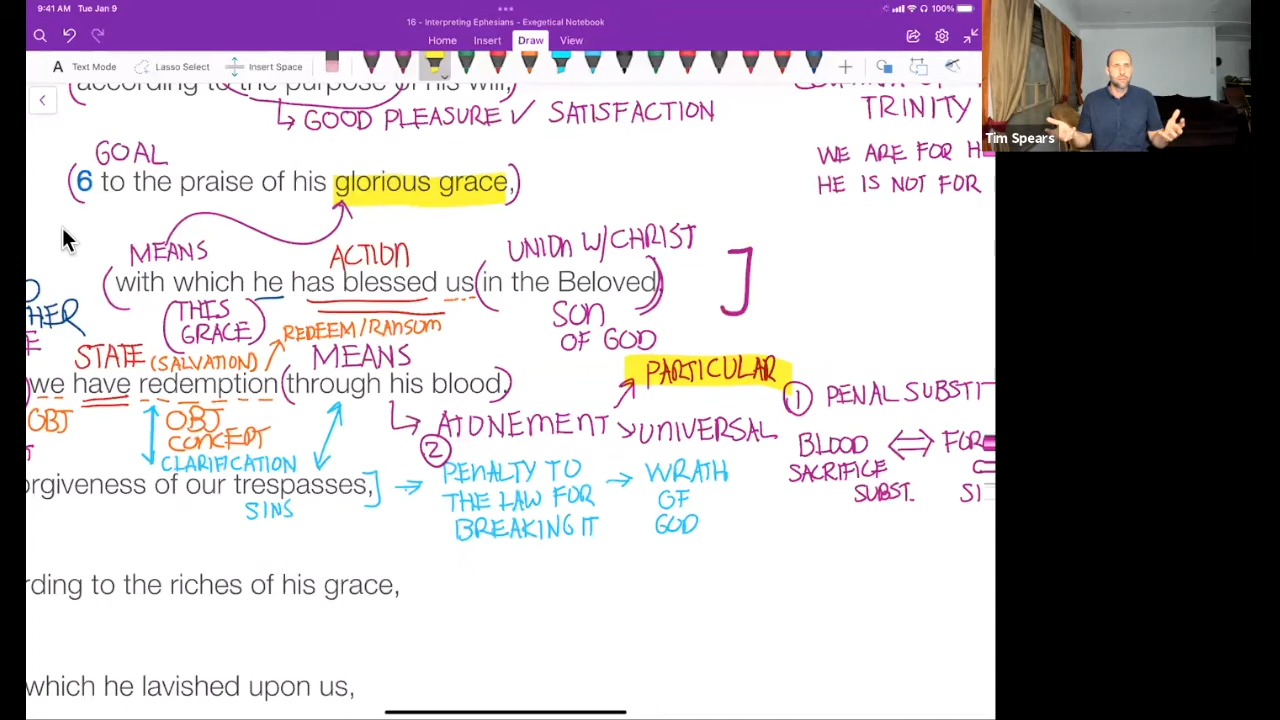 9:41 AM Tue Jan 9
100%
16 - Interpreting Ephesians - Exegetical Notebook
Home Insert Draw View
A Text Mode Lasso Select Insert Space
(according to the purpose of his will,
↳ GOOD PLEASURE ✓ SATISFACTION
TRINITY
Tim Spears
WE ARE FOR H
HE IS NOT FOR
GOAL
(6 to the praise of his glorious grace,)
MEANS
ACTION
UNION W/CHRIST
(with which he has blessed us (in the Beloved,))
(THIS
GRACE)
SON
OF GOD
HER
REDEEM/RANSOM
STATE (SALVATION)
MEANS
PARTICULAR
we have redemption (through his blood,)
① PENAL SUBSTIT
OBJ
OBJ
CONCEPT
↳ ATONEMENT
UNIVERSAL
②
BLOOD ⇔ FOR
SACRIFICE
SUBST.
SI
CLARIFICATION
orgiveness of our trespasses,]
SINS
→ PENALTY TO
THE LAW FOR
BREAKING IT
→ WRATH
OF
GOD
rding to the riches of his grace,
which he lavished upon us,